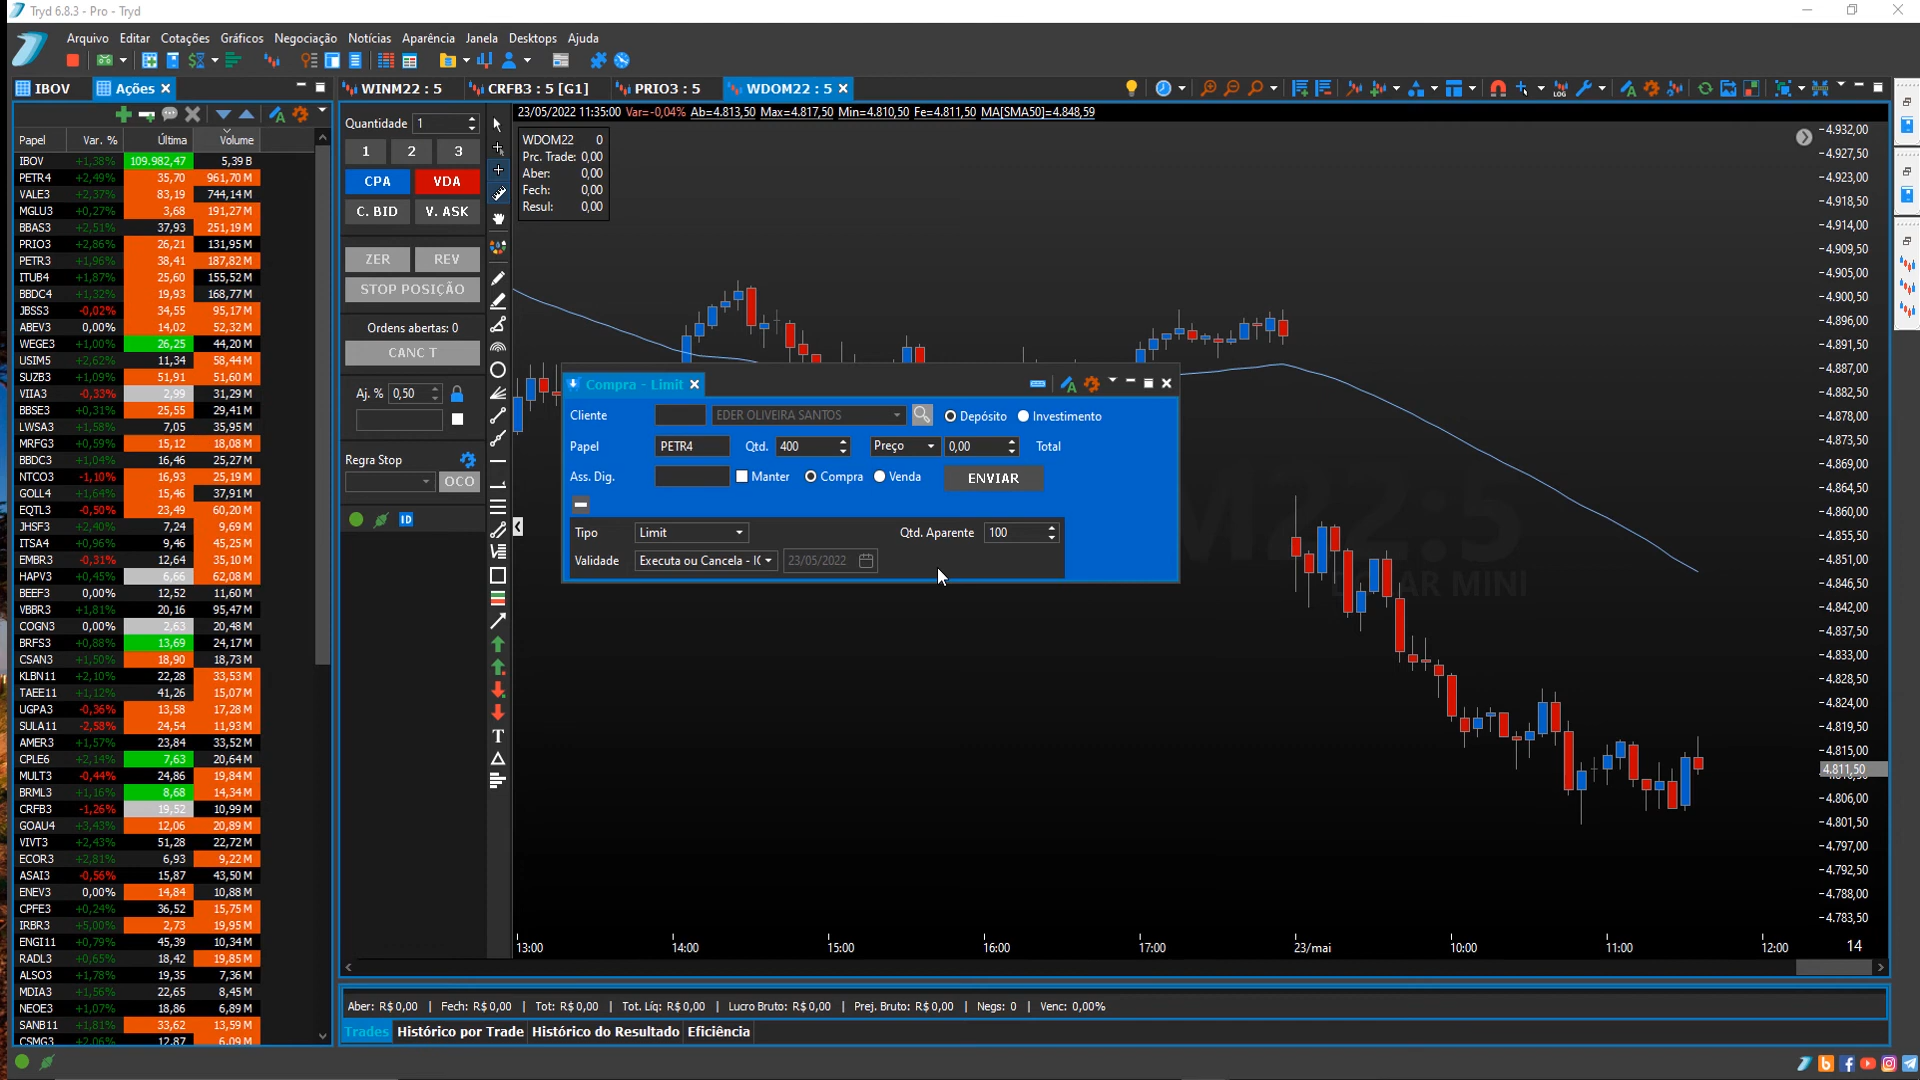 Tryd 6.8.3 - Pro - Tryd
Arquivo Editar Cotações Gráficos Negociação Notícias Aparência Janela Desktops Ajuda
IBOV Ações WINM22 : 5 CRFB3 : 5 [G1] PRIO3 : 5 WDOM22 : 5
Quantidade 1
1 2 3
CPA VDA
C. BID V. ASK
ZER REV
STOP POSIÇÃO
Ordens abertas: 0
CANC T
Aj. % 0,50
Regra Stop
OCO
ID
23/05/2022 11:35:00 Var=-0,04% Ab=4.813,50 Max=4.817,50 Min=4.810,50 Fe=4.811,50 MA[SMA50]=4.848,59
WDOM22 0
Prc. Trade: 0,00
Aber: 0,00
Fech: 0,00
Resul: 0,00
Papel Var. % Última Volume
IBOV +1,38% 109.982,47 5,39 B
PETR4 +2,49% 35,70 961,70 M
VALE3 +2,37% 83,19 744,14 M
MGLU3 +0,27% 3,68 191,27 M
BBAS3 +2,51% 37,93 251,19 M
PRIO3 +2,86% 26,21 131,95 M
PETR3 +1,96% 38,41 187,82 M
ITUB4 +1,87% 25,60 155,52 M
BBDC4 +1,32% 19,93 168,77 M
JBSS3 -0,02% 34,55 95,17 M
ABEV3 0,00% 14,02 52,32 M
WEGE3 +1,00% 26,25 44,20 M
USIM5 +2,62% 11,34 58,44 M
SUZB3 +1,09% 51,91 51,60 M
VIIA3 -0,33% 2,99 31,29 M
BBSE3 +0,31% 25,55 29,41 M
LWSA3 +1,58% 7,05 35,95 M
MRFG3 +0,59% 15,12 18,08 M
BBDC3 +1,04% 16,46 25,27 M
NTCO3 -1,10% 16,93 25,19 M
GOLL4 +1,64% 15,46 37,91 M
EQTL3 -0,50% 23,49 60,20 M
JHSF3 +2,40% 7,24 9,69 M
ITSA4 +0,96% 9,46 45,25 M
EMBR3 -0,31% 12,64 35,10 M
HAPV3 +0,45% 6,66 62,08 M
BEEF3 0,00% 12,52 11,60 M
VBBR3 +1,81% 20,16 95,47 M
COGN3 0,00% 2,63 20,48 M
BRFS3 +0,88% 13,69 24,17 M
CSAN3 +1,50% 18,90 18,73 M
KLBN11 +2,10% 22,28 33,53 M
TAEE11 +1,12% 41,26 15,07 M
UGPA3 -0,36% 13,58 17,28 M
SULA11 -2,58% 24,54 11,93 M
AMER3 +1,57% 23,84 33,52 M
CPLE6 +2,14% 7,63 20,64 M
MULT3 -0,44% 24,86 19,84 M
BRML3 +1,16% 8,68 14,34 M
CRFB3 -1,26% 19,52 10,99 M
GOAU4 +3,43% 12,06 20,89 M
VIVT3 +2,43% 51,28 22,72 M
ECOR3 +2,81% 6,93 9,22 M
ASAI3 -0,56% 15,87 43,50 M
ENEV3 0,00% 14,84 10,88 M
CPFE3 +0,24% 36,52 15,75 M
IRBR3 +5,00% 2,73 19,95 M
ENGI11 +0,79% 45,39 10,34 M
RADL3 +0,65% 18,42 19,85 M
ALSO3 +1,78% 19,35 7,36 M
MDIA3 +1,56% 22,65 8,45 M
NEOE3 +1,07% 18,86 6,89 M
SANB11 +1,81% 33,62 13,59 M
CSMG3 +2,06% 12,87 6,09 M
Compra - Limit
Cliente EDER OLIVEIRA SANTOS Depósito Investimento
Papel PETR4 Qtd. 400 Preço 0,00 Total
Ass. Dig. Manter Compra Venda ENVIAR
Tipo Limit Qtd. Aparente 100
Validade Executa ou Cancela - I( 23/05/2022
M22:5
DOLAR MINI
4.932,00
4.927,50
4.923,00
4.918,50
4.914,00
4.909,50
4.905,00
4.900,50
4.896,00
4.891,50
4.887,00
4.882,50
4.878,00
4.873,50
4.869,00
4.864,50
4.860,00
4.855,50
4.851,00
4.846,50
4.842,00
4.837,50
4.833,00
4.828,50
4.824,00
4.819,50
4.815,00
4.811,50
4.806,00
4.801,50
4.797,00
4.792,50
4.788,00
4.783,50
13:00 14:00 15:00 16:00 17:00 23/mai 10:00 11:00 12:00 14
Aber: R$ 0,00 | Fech: R$ 0,00 | Tot: R$ 0,00 | Tot. Líq: R$ 0,00 | Lucro Bruto: R$ 0,00 | Prej. Bruto: R$ 0,00 | Negs: 0 | Venc: 0,00%
Trades Histórico por Trade Histórico do Resultado Eficiência